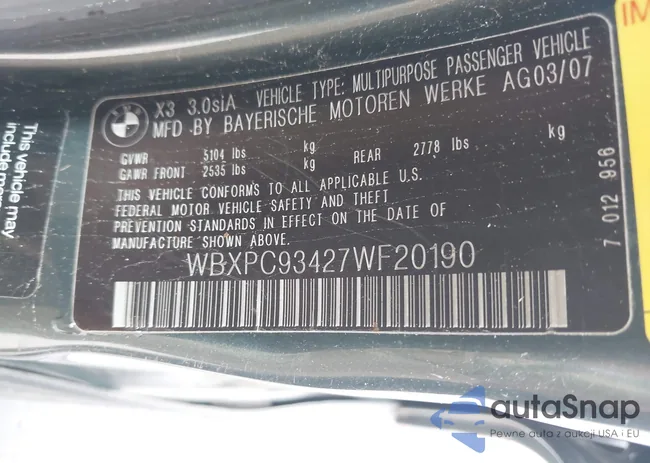 X3 3.0siA VEHICLE TYPE: MULTIPURPOSE PASSENGER VEHICLE
MFD BY BAYERISCHE MOTOREN WERKE AG03/07
GVWR 5104 lbs kg
GAWR FRONT 2535 lbs kg REAR 2778 lbs kg
THIS VEHICLE CONFORMS TO ALL APPLICABLE U.S.
FEDERAL MOTOR VEHICLE SAFETY AND THEFT
PREVENTION STANDARDS IN EFFECT ON THE DATE OF
MANUFACTURE SHOWN ABOVE.
WBXPC93427WF20190
7 012 956
This vehicle may
IM
autaSnap
Pewne auta z aukcji USA i EU